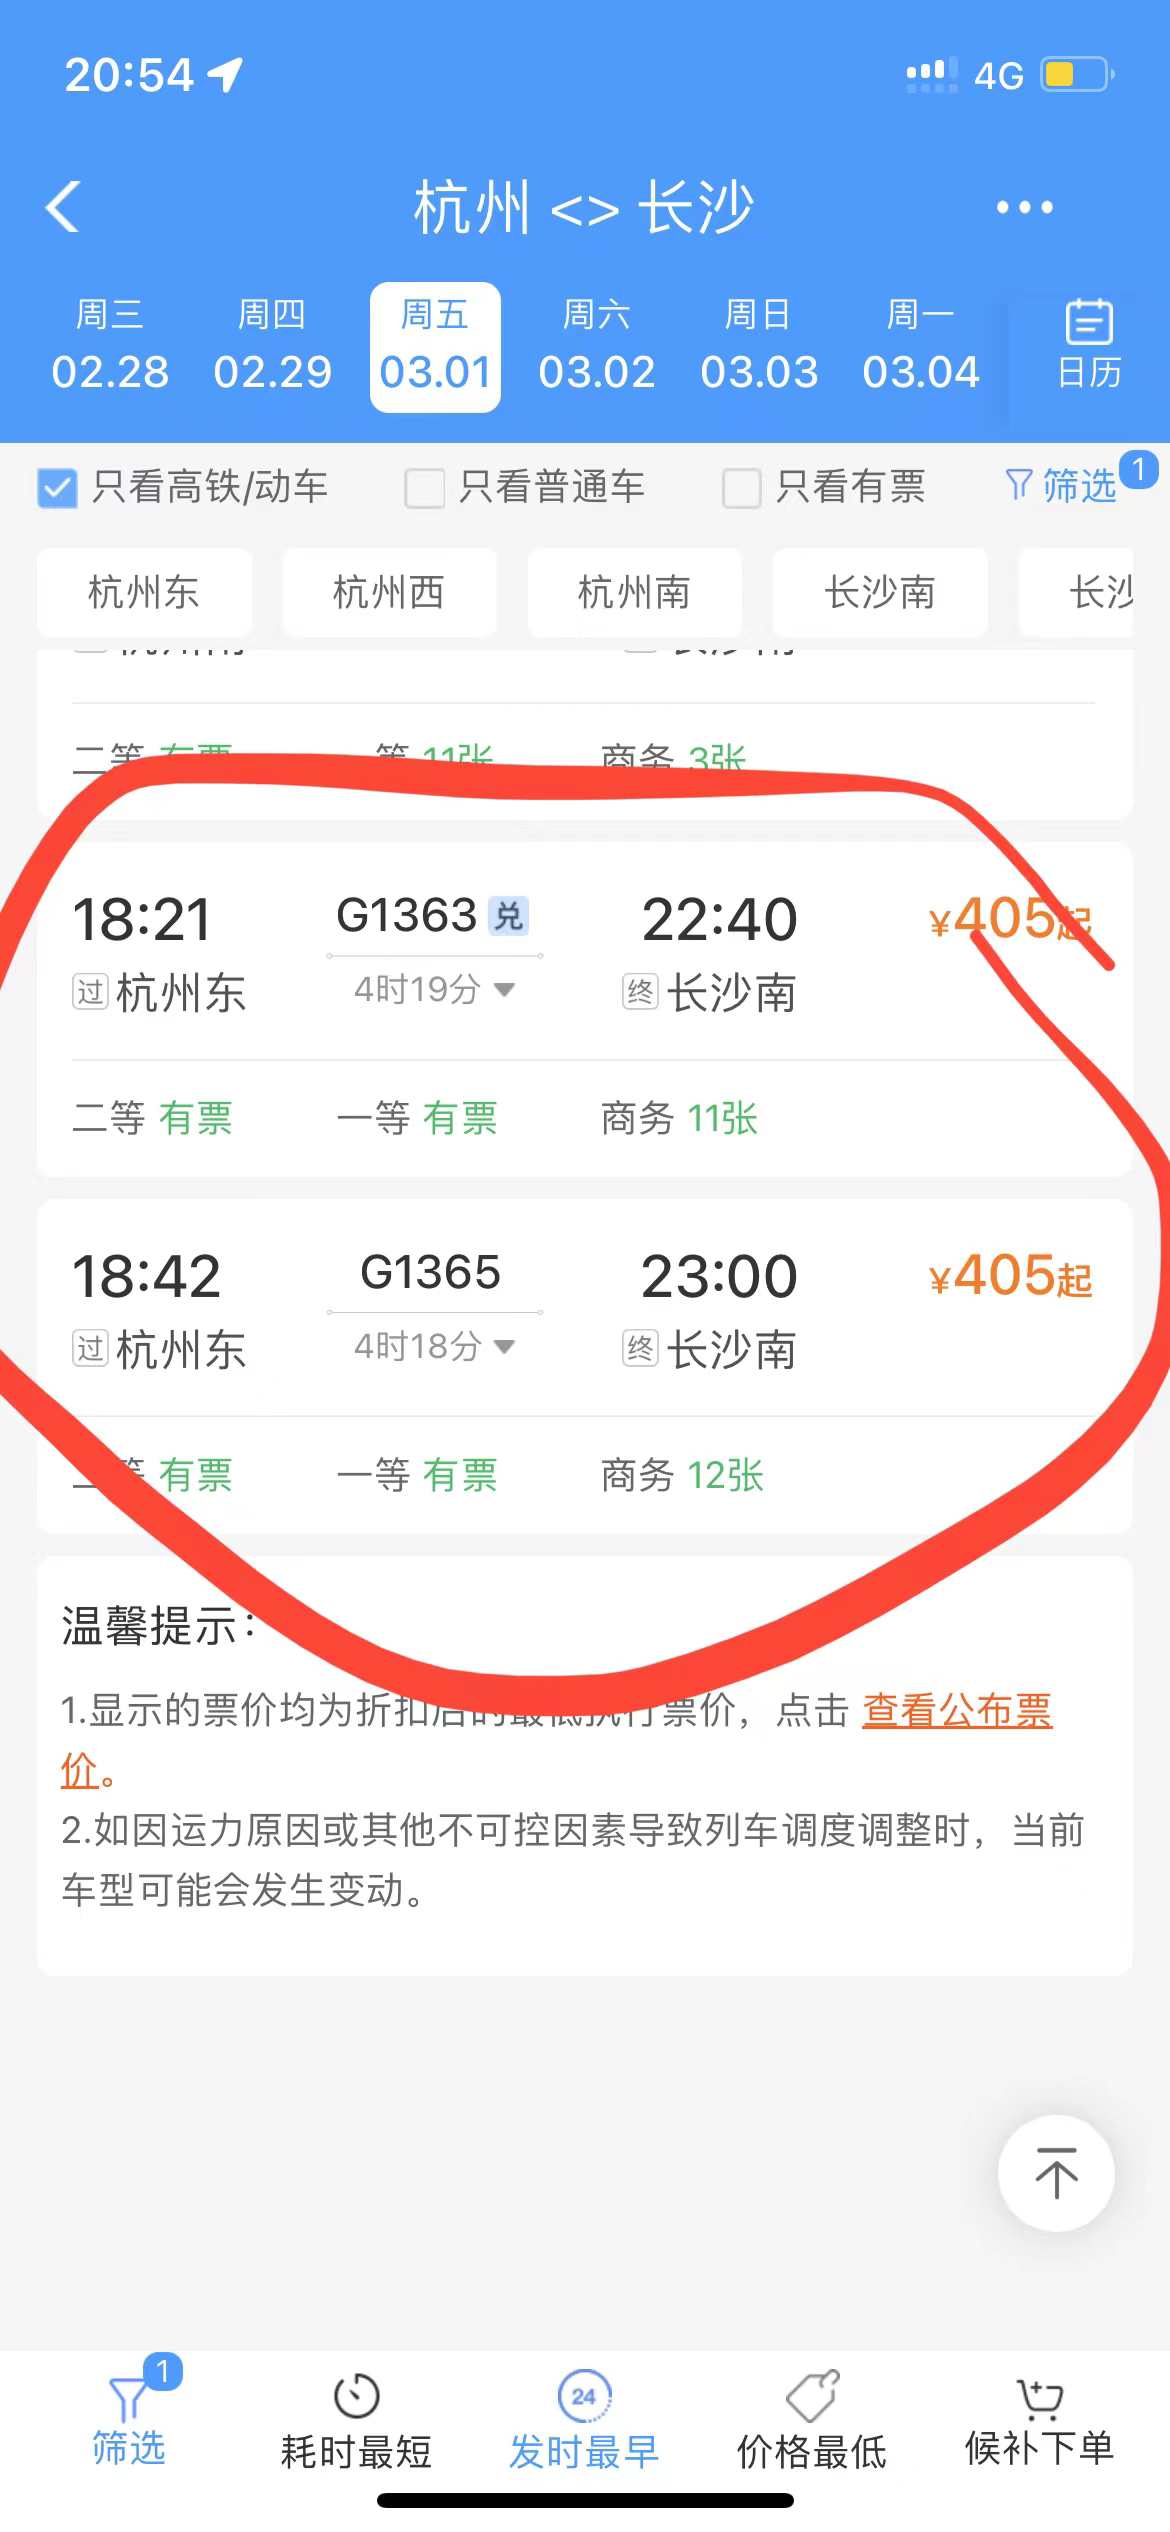 20:54 4G
杭州 <> 长沙
周三 周四 周五 周六 周日 周一
02.28 02.29 03.01 03.02 03.03 03.04 日历
只看高铁/动车 只看普通车 只看有票 筛选 1
杭州东 杭州西 杭州南 长沙南 长沙
二等 有票 等 11张 商务 3张
18:21 G1363 兑 22:40 ¥405起
过 杭州东 4时19分 终 长沙南
二等 有票 一等 有票 商务 11张
18:42 G1365 23:00 ¥405起
过 杭州东 4时18分 终 长沙南
等 有票 一等 有票 商务 12张
温馨提示：
1.显示的票价均为折扣后的最低执行票价，点击 查看公布票
价。
2.如因运力原因或其他不可控因素导致列车调度调整时，当前
车型可能会发生变动。
1 24
筛选 耗时最短 发时最早 价格最低 候补下单